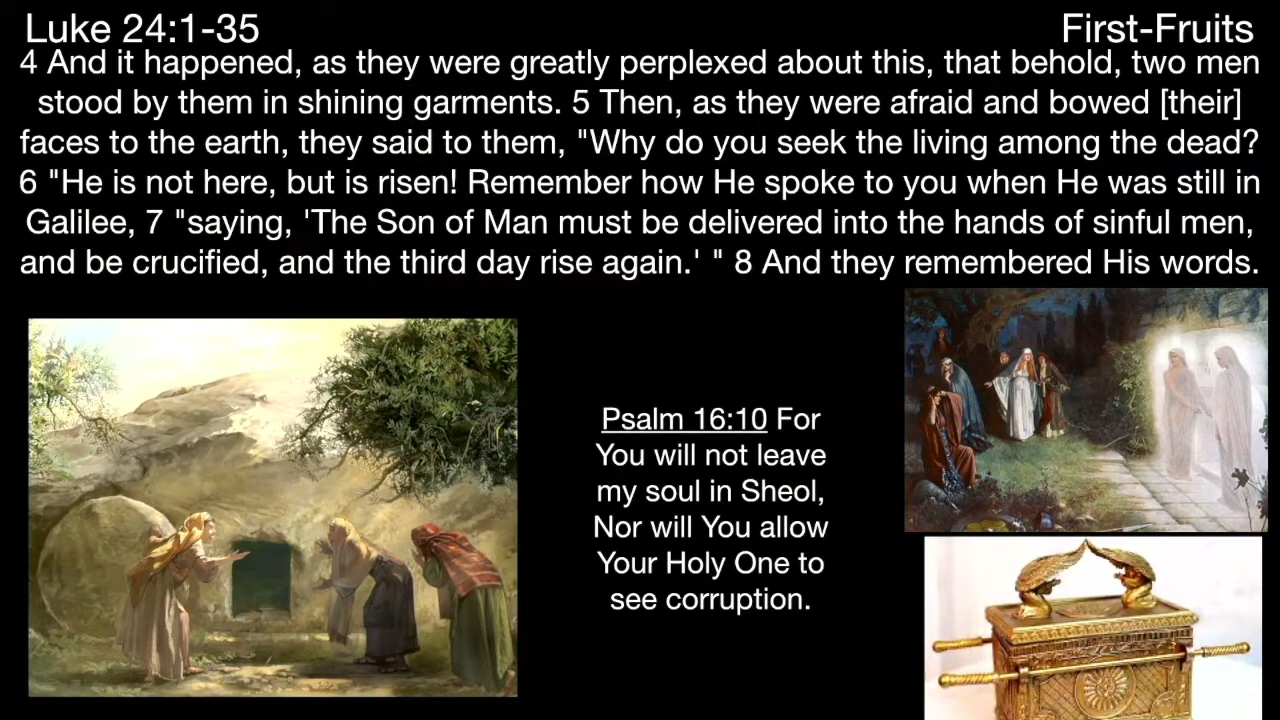 Luke 24:1-35
First-Fruits
4 And it happened, as they were greatly perplexed about this, that behold, two men
stood by them in shining garments. 5 Then, as they were afraid and bowed [their]
faces to the earth, they said to them, "Why do you seek the living among the dead?
6 "He is not here, but is risen! Remember how He spoke to you when He was still in
Galilee, 7 "saying, 'The Son of Man must be delivered into the hands of sinful men,
and be crucified, and the third day rise again.' " 8 And they remembered His words.
Psalm 16:10 For
You will not leave
my soul in Sheol,
Nor will You allow
Your Holy One to
see corruption.